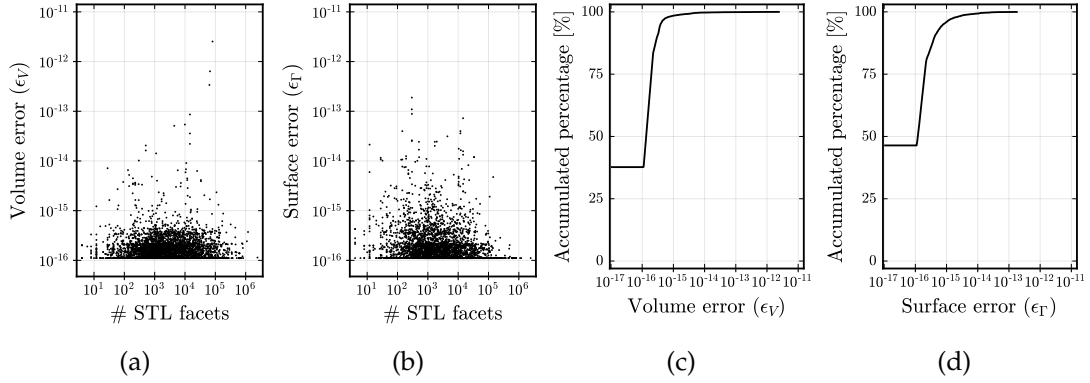 Volume error (ϵ_V)
10^-11
10^-12
10^-13
10^-14
10^-15
10^-16
10^1 10^2 10^3 10^4 10^5 10^6
# STL facets
(a)
Surface error (ϵ_Γ)
10^-11
10^-12
10^-13
10^-14
10^-15
10^-16
10^1 10^2 10^3 10^4 10^5 10^6
# STL facets
(b)
Accumulated percentage [%]
100
75
50
25
0
10^-17 10^-16 10^-15 10^-14 10^-13 10^-12 10^-11
Volume error (ϵ_V)
(c)
Accumulated percentage [%]
100
75
50
25
0
10^-17 10^-16 10^-15 10^-14 10^-13 10^-12 10^-11
Surface error (ϵ_Γ)
(d)